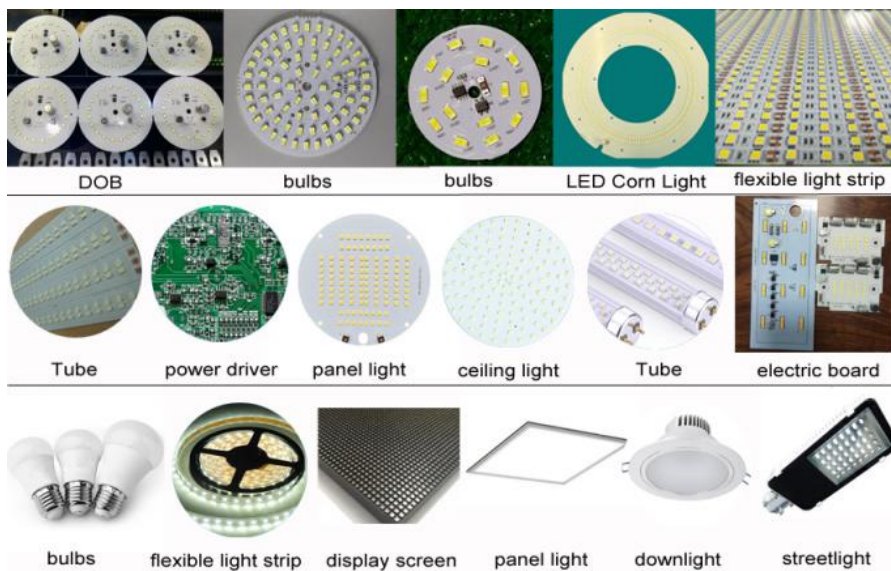 DOB
bulbs
bulbs
LED Corn Light
flexible light strip
Tube
power driver
panel light
ceiling light
Tube
electric board
bulbs
flexible light strip
display screen
panel light
downlight
streetlight